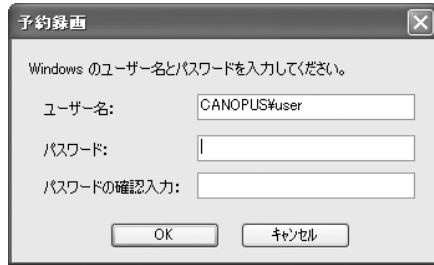 予約録画
Windows のユーザー名とパスワードを入力してください。
ユーザー名: CANOPUS¥user
パスワード:
パスワードの確認入力:
OK キャンセル